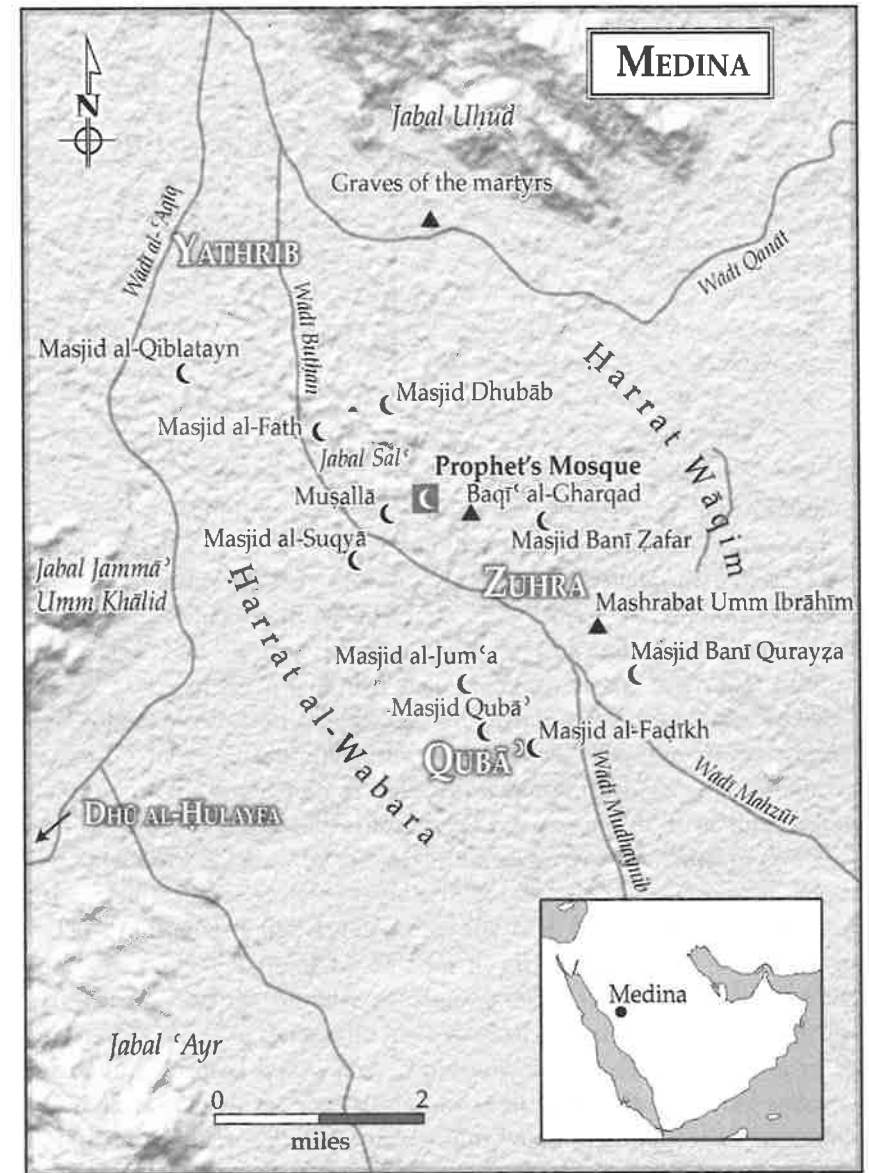 MEDINA
N
Jabal Uḥud
Graves of the martyrs
Wādī al-ʿAqīq
YATHRIB
Wādī Qanāt
Wādī Buṭḥān
Masjid al-Qiblatayn
Ḥarrat Wāqim
Masjid Dhubāb
Masjid al-Fatḥ
Jabal Salʿ
Prophet's Mosque
Muṣallā
Baqīʿ al-Gharqad
Masjid al-Suqyā
Masjid Banī Ẓafar
Jabal Jammāʾ
Umm Khālid
ZUHRA
Ḥarrat al-Wabara
Mashrabat Umm Ibrāhīm
Masjid al-Jumʿa
Masjid Banī Qurayẓa
Masjid Qubāʾ
Masjid al-Faḍīkh
QUBĀʾ
Wādī Mudhaynib
Wādī Mahzūr
DHŪ AL-ḤULAYFA
Medina
Jabal ʿAyr
0 2
miles